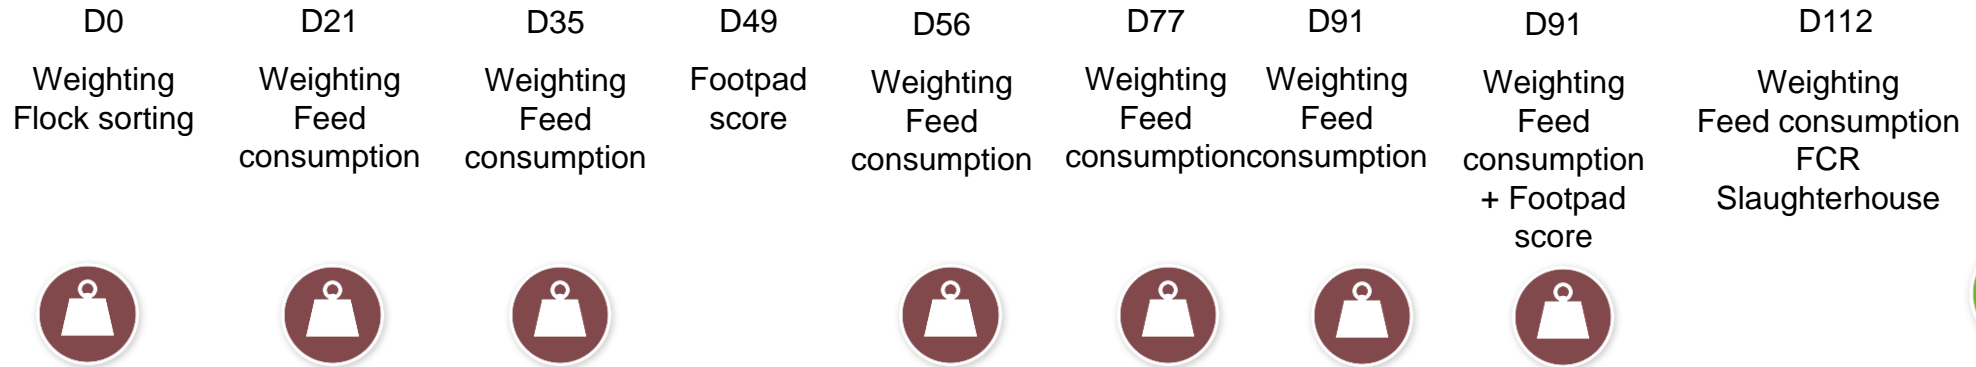 D0
Weighting
Flock sorting
D21
Weighting
Feed
consumption
D35
Weighting
Feed
consumption
D49
Footpad
score
D56
Weighting
Feed
consumption
D77
Weighting
Feed
consumption
D91
Weighting
Feed
consumption
D91
Weighting
Feed
consumption
+ Footpad
score
D112
Weighting
Feed consumption
FCR
Slaughterhouse